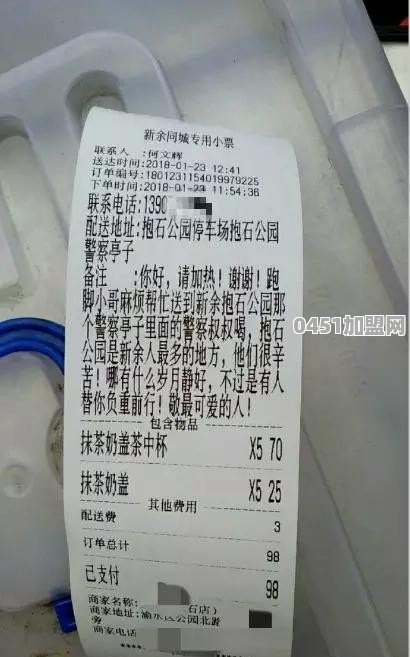 新余同城专用小票
联系人 :何文辉
送达时间:2018-01-23 12:41
订单编号:1801231154019979225
下单时间:2018-01-23 11:54:36
联系电话:1390
配送地址:抱石公园停车场抱石公园
警察亭子
备注 :你好,请加热!谢谢!跑
脚小哥麻烦帮忙送到新余抱石公园那
个警察亭子里面的警察叔叔喝,抱石
公园是新余人最多的地方,他们很辛
苦!哪有什么岁月静好,不过是有人
替你负重前行!敬最可爱的人!
包含物品
抹茶奶盖茶中杯 X5 70
抹茶奶盖 X5 25
其他费用
配送费 3
订单总计 98
已支付 98
商家名称: 石店)
商家地址:渝水区公园北路
旁
商家电话
0451加盟网